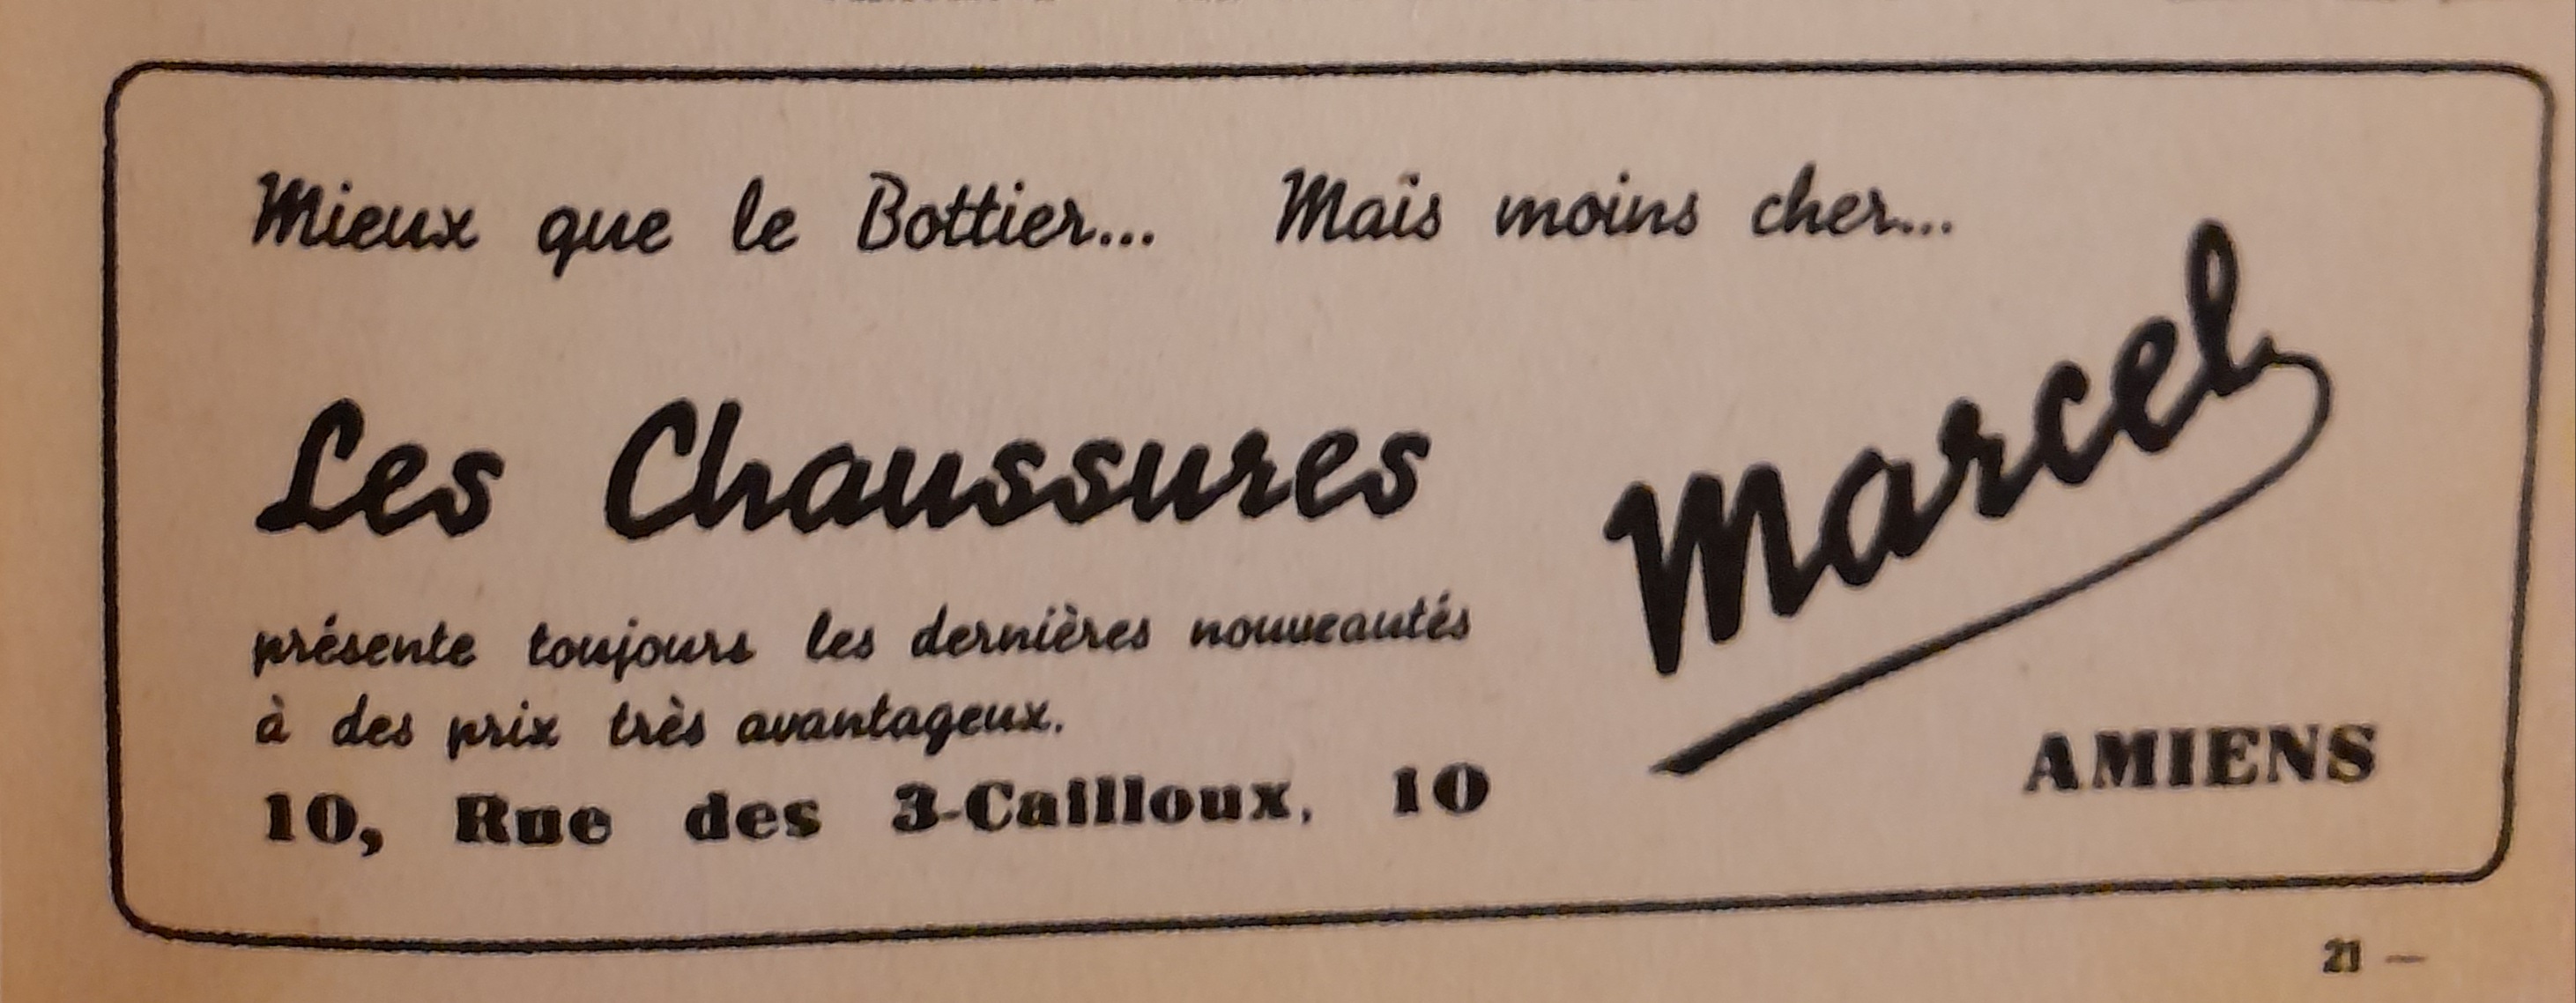 Mieux que le Bottier... Mais moins cher...
Les Chaussures Marcel
présente toujours les dernières nouveautés
à des prix très avantageux.
10, Rue des 3-Cailloux, 10
AMIENS
21 —